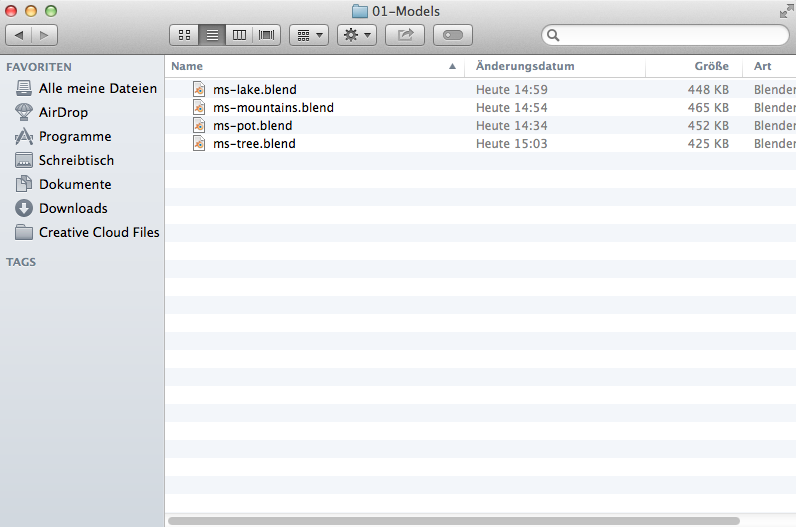 01-Models
FAVORITEN
Alle meine Dateien
AirDrop
Programme
Schreibtisch
Dokumente
Downloads
Creative Cloud Files
TAGS
Name Änderungsdatum Größe Art
ms-lake.blend Heute 14:59 448 KB Blender
ms-mountains.blend Heute 14:54 465 KB Blender
ms-pot.blend Heute 14:34 452 KB Blender
ms-tree.blend Heute 15:03 425 KB Blender